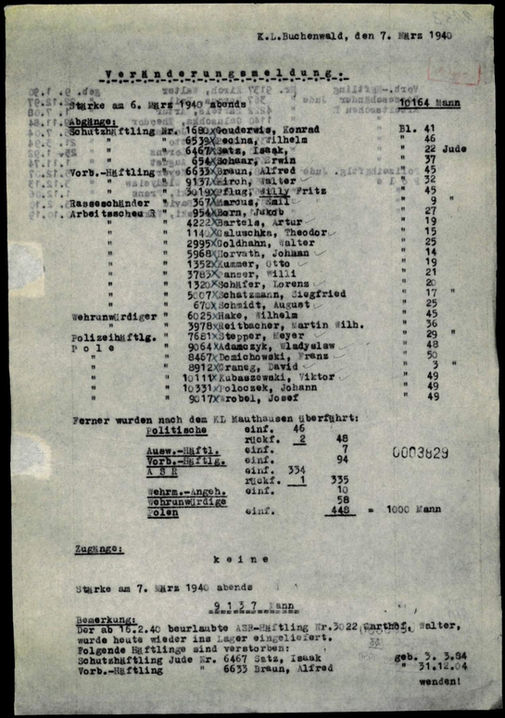 K.L.Buchenwald, den 7. März 1940
Veränderungsmeldung.
Stärke am 6. März 1940 abends 10164 Mann
Abgänge:
Schutzhäftling Nr. 1680 x Gouderwis, Konrad Bl. 41
" " 6539 x Pecina, Wilhelm " 46
" " 6467 x Satz, Isaak " 22 Jude
" " 654 x Schaar, Erwin " 37
Vorb.-Häftling " 6633 x Braun, Alfred " 45
" " 9137 x Kirch, Walter " 32
" " 3019 x Pflug, Willy Fritz " 45
Rasseschänder " 367 x Marcus, Emil " 9 "
Arbeitsscheu R " 954 x Born, Jakob " 27
" 4222 x Bartels, Artur " 19
" 1140 x Galuschka, Theodor " 15
" 2995 x Goldhahn, Walter " 25
" 5968 x Horvath, Johann " 14
" 1352 x Kummer, Otto " 19
" 3783 x Panser, Willi " 21
" 1320 x Schäfer, Lorens " 20
" 5007 x Schatzmann, Siegfried " 17 "
" 670 x Schmidt, August " 25
Wehrunwürdiger " 6025 x Hake, Wilhelm " 45
" 3978 x Reitbacher, Martin Wilh. " 36
Polizeihäftlg. " 7681 x Stepper, Meyer " 29 "
Pole " 9064 x Adamczyk, Wladyslaw " 48
" " 8467 x Domichowski, Franz " 50
" " 8912 x Craneg, David " 3 "
" " 10111 x Kubaszewski, Viktor " 49
" " 10331 x Poloczek, Johann " 49
" " 9017 x Wrobel, Josef " 49
Ferner wurden nach dem KL Mauthausen überführt:
Politische einf. 46
rückf. 2 48
Ausw.-Häftl. einf. 7
Vorb.-Häftlg. einf. 94
ASR einf. 334
rückf. 1 335
Wehrm.-Angeh. einf. 10
Wehrunwürdige 58
Polen einf. 448 = 1000 Mann
0003829
Zugänge:
keine
Stärke am 7. März 1940 abends
9137 Mann
Bemerkung:
Der ab 16.2.40 beurlaubte ASR-Häftling Nr.3022 Warthof, Walter,
wurde heute wieder ins Lager eingeliefert.
Folgende Häftlinge sind verstorben:
Schutzhäftling Jude Nr. 6467 Satz, Isaak geb. 3. 3.84
Vorb.-Häftling " 6633 Braun, Alfred " 31.12.04
wenden!